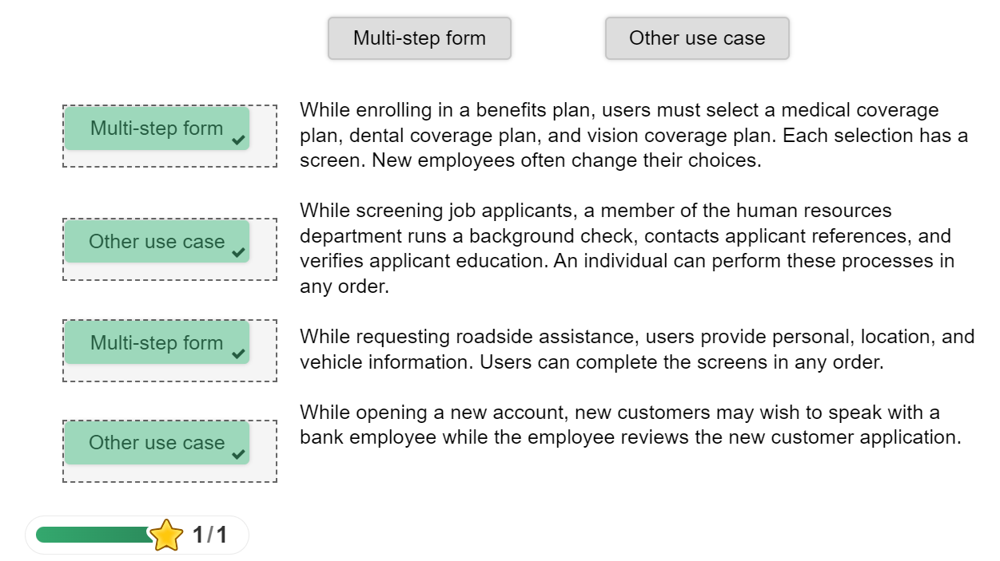 Multi-step form
Other use case
Multi-step form
While enrolling in a benefits plan, users must select a medical coverage
plan, dental coverage plan, and vision coverage plan. Each selection has a
screen. New employees often change their choices.
Other use case
While screening job applicants, a member of the human resources
department runs a background check, contacts applicant references, and
verifies applicant education. An individual can perform these processes in
any order.
Multi-step form
While requesting roadside assistance, users provide personal, location, and
vehicle information. Users can complete the screens in any order.
Other use case
While opening a new account, new customers may wish to speak with a
bank employee while the employee reviews the new customer application.
1/1